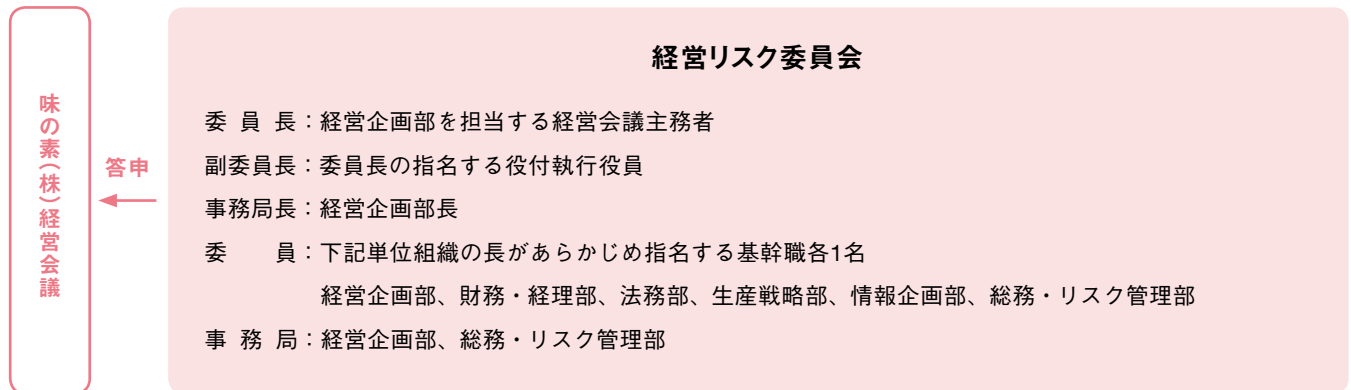 味の素(株)経営会議
答申
経営リスク委員会
委員長：経営企画部を担当する経営会議主務者
副委員長：委員長の指名する役付執行役員
事務局長：経営企画部長
委　　員：下記単位組織の長があらかじめ指名する基幹職各1名
経営企画部、財務・経理部、法務部、生産戦略部、情報企画部、総務・リスク管理部
事務局：経営企画部、総務・リスク管理部